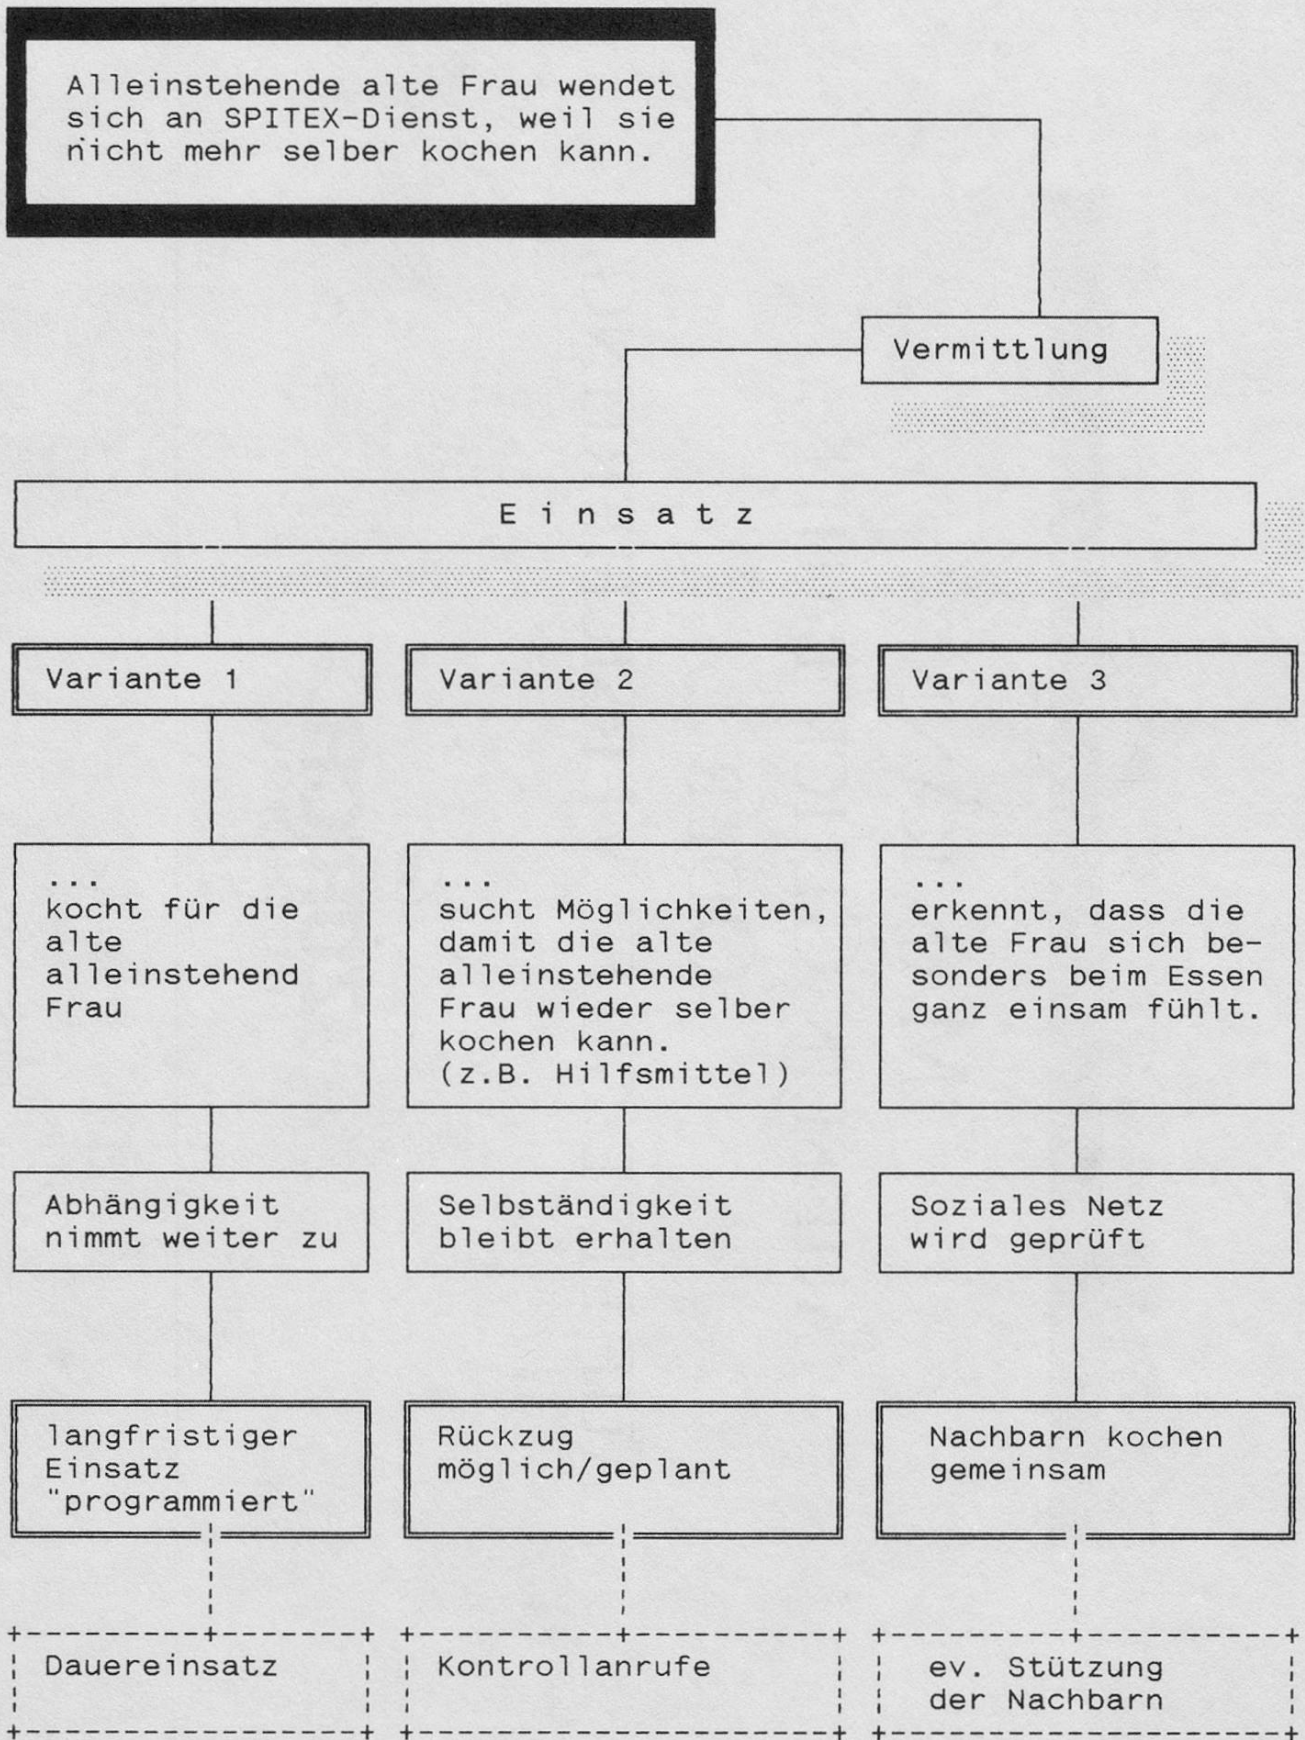 Alleinstehende alte Frau wendet
sich an SPITEX-Dienst, weil sie
nicht mehr selber kochen kann.
Vermittlung
E i n s a t z
Variante 1
...
kocht für die
alte
alleinstehend
Frau
Abhängigkeit
nimmt weiter zu
langfristiger
Einsatz
"programmiert"
Dauereinsatz
Variante 2
...
sucht Möglichkeiten,
damit die alte
alleinstehende
Frau wieder selber
kochen kann.
(z.B. Hilfsmittel)
Selbständigkeit
bleibt erhalten
Rückzug
möglich/geplant
Kontrollanrufe
Variante 3
...
erkennt, dass die
alte Frau sich be-
sonders beim Essen
ganz einsam fühlt.
Soziales Netz
wird geprüft
Nachbarn kochen
gemeinsam
ev. Stützung
der Nachbarn